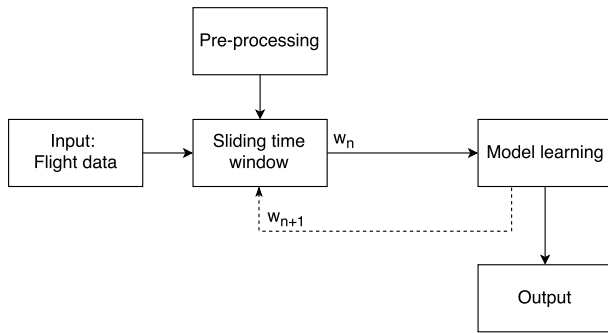 Pre-processing
Input:
Flight data
Sliding time
window
wn
Model learning
wn+1
Output